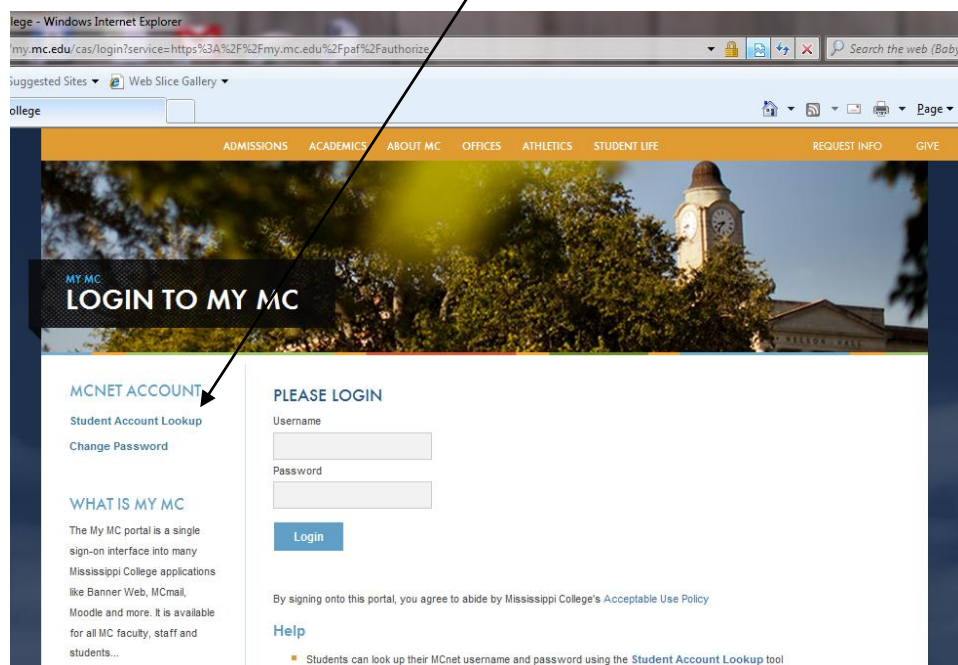 lege - Windows Internet Explorer
my.mc.edu/cas/login?service=https%3A%2F%2Fmy.mc.edu%2Fpaf%2Fauthorize
Search the web (Baby
Suggested Sites Web Slice Gallery
ollege
Page
ADMISSIONS ACADEMICS ABOUT MC OFFICES ATHLETICS STUDENT LIFE REQUEST INFO GIVE
MY MC
LOGIN TO MY MC
NELSON HALL
MCNET ACCOUNT
Student Account Lookup
Change Password
WHAT IS MY MC
The My MC portal is a single
sign-on interface into many
Mississippi College applications
like Banner Web, MCmail,
Moodle and more. It is available
for all MC faculty, staff and
students...
PLEASE LOGIN
Username
Password
Login
By signing onto this portal, you agree to abide by Mississippi College's Acceptable Use Policy
Help
Students can look up their MCnet username and password using the Student Account Lookup tool